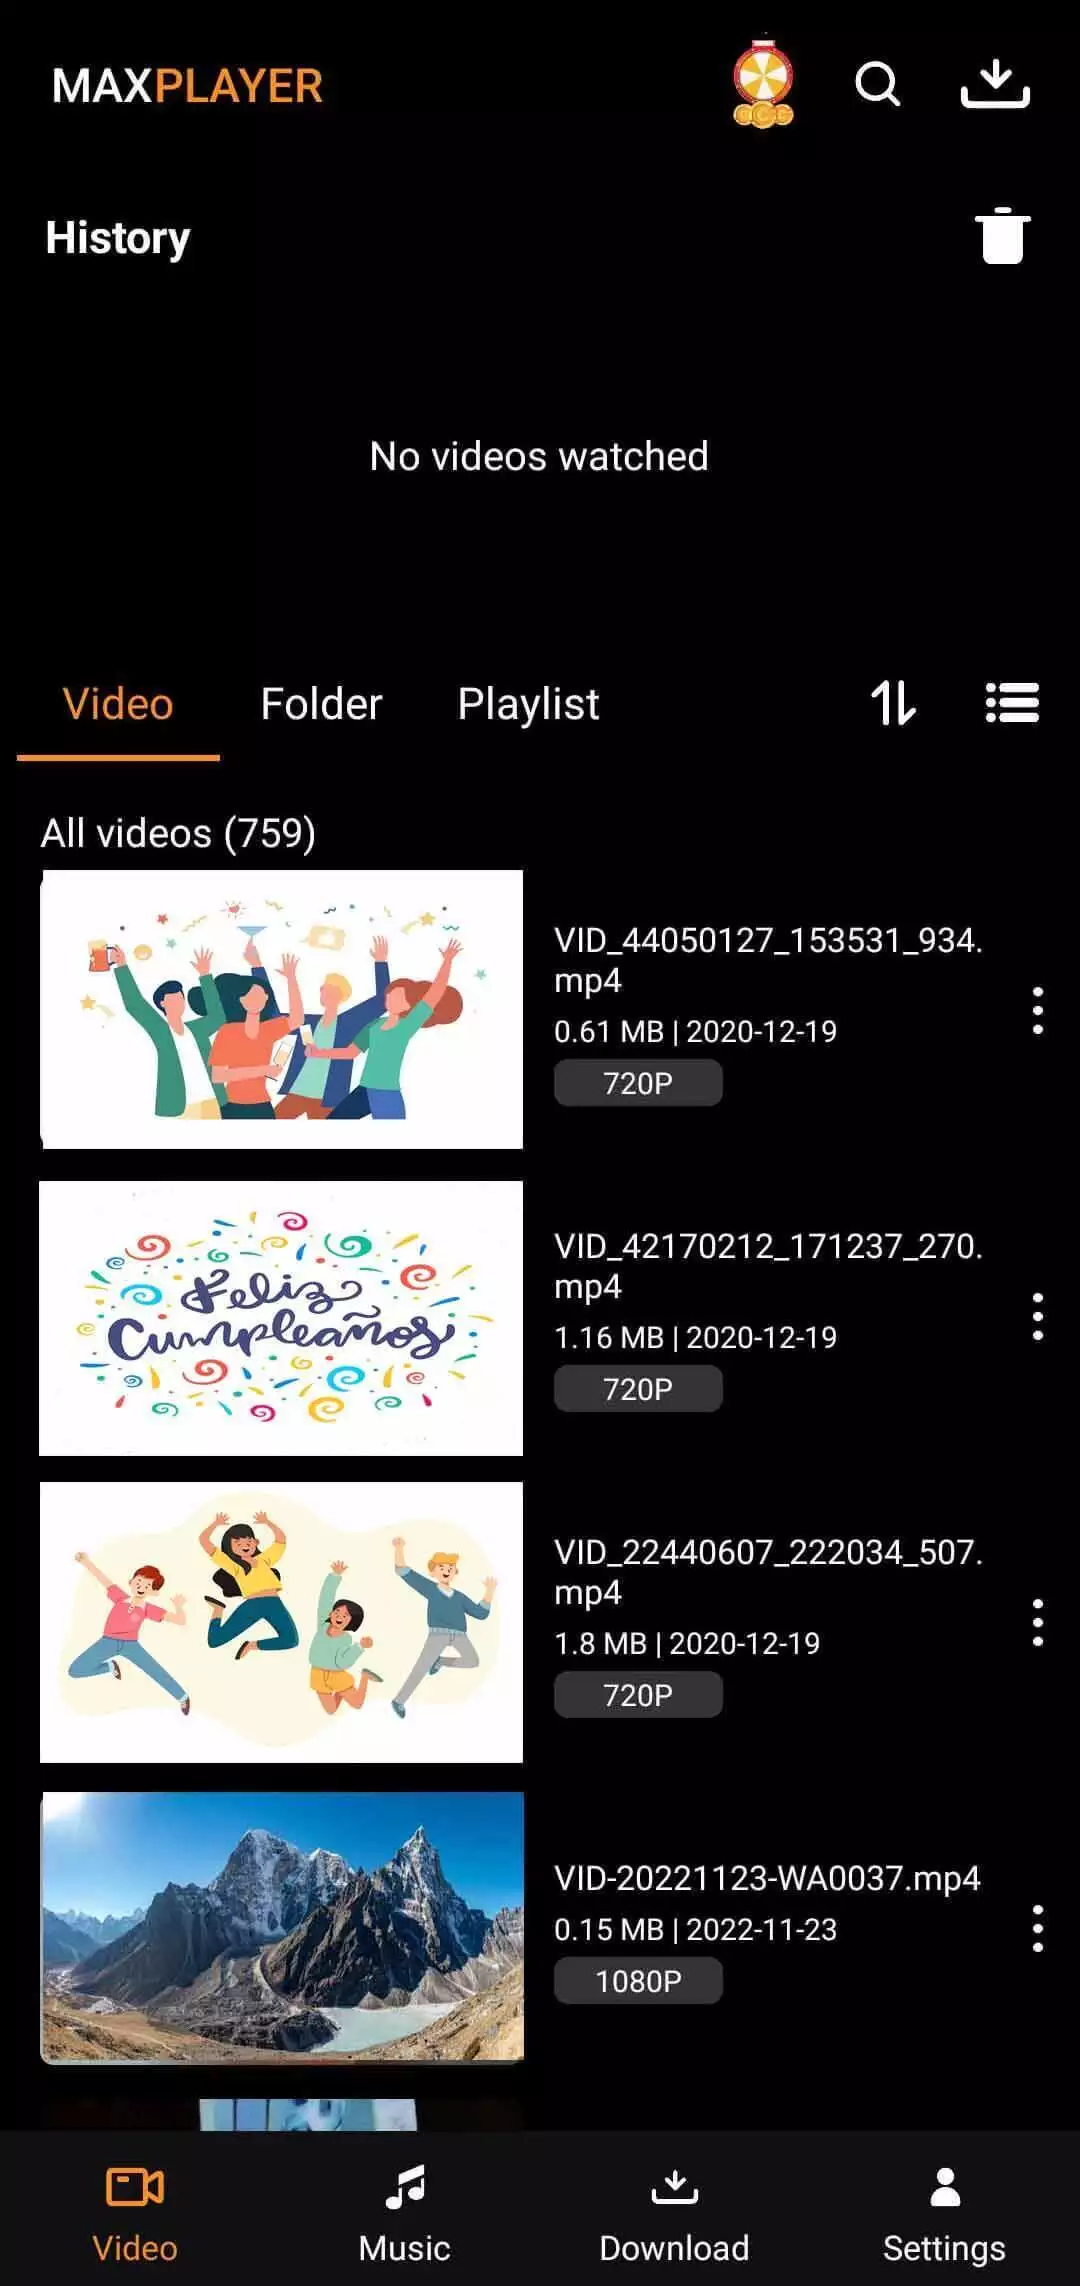 MAXPLAYER
History
No videos watched
Video Folder Playlist
All videos (759)
VID_44050127_153531_934.
mp4
0.61 MB | 2020-12-19
720P
Feliz
Cumpleaños
VID_42170212_171237_270.
mp4
1.16 MB | 2020-12-19
720P
VID_22440607_222034_507.
mp4
1.8 MB | 2020-12-19
720P
VID-20221123-WA0037.mp4
0.15 MB | 2022-11-23
1080P
Video Music Download Settings